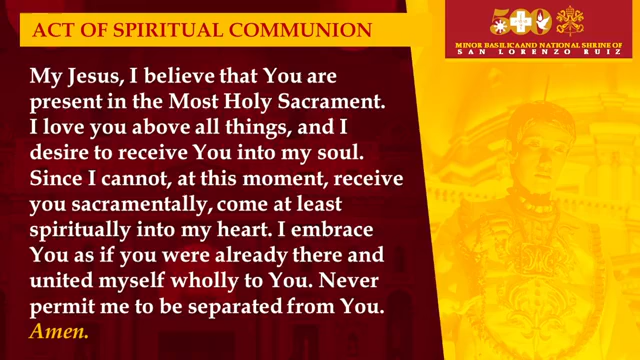 ACT OF SPIRITUAL COMMUNION
500
MINOR BASILICA AND NATIONAL SHRINE OF
SAN LORENZO RUIZ
My Jesus, I believe that You are
present in the Most Holy Sacrament.
I love you above all things, and I
desire to receive You into my soul.
Since I cannot, at this moment, receive
you sacramentally, come at least
spiritually into my heart. I embrace
You as if you were already there and
united myself wholly to You. Never
permit me to be separated from You.
Amen.